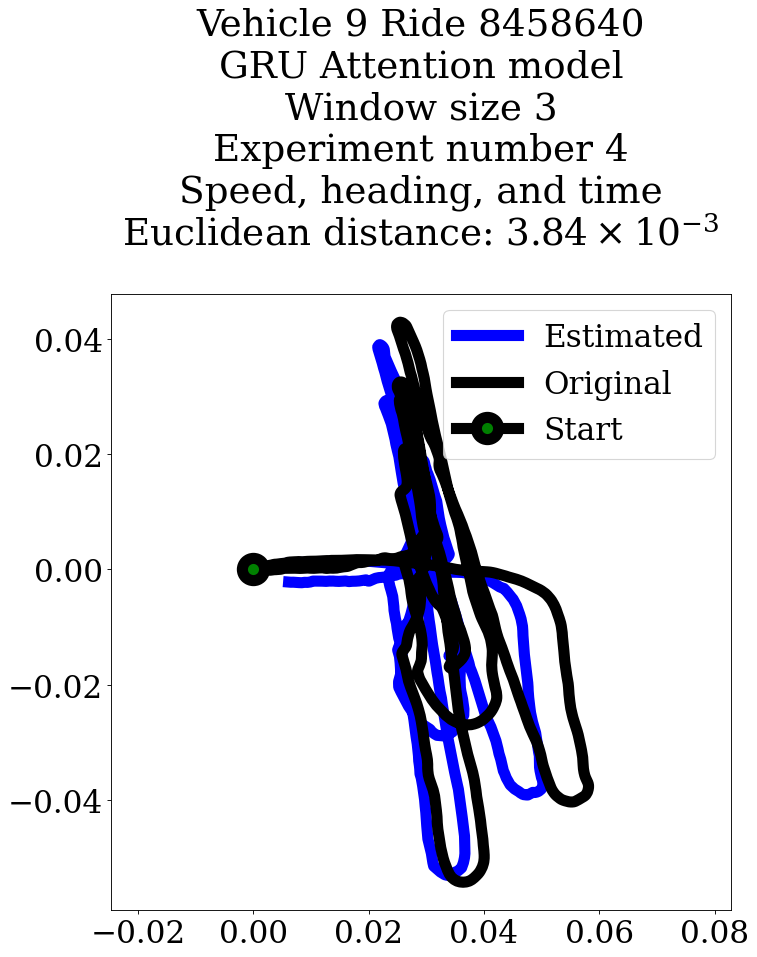 Vehicle 9 Ride 8458640
GRU Attention model
Window size 3
Experiment number 4
Speed, heading, and time
Euclidean distance: 3.84 × 10⁻³
Estimated
Original
Start
0.04
0.02
0.00
−0.02
−0.04
−0.02 0.00 0.02 0.04 0.06 0.08